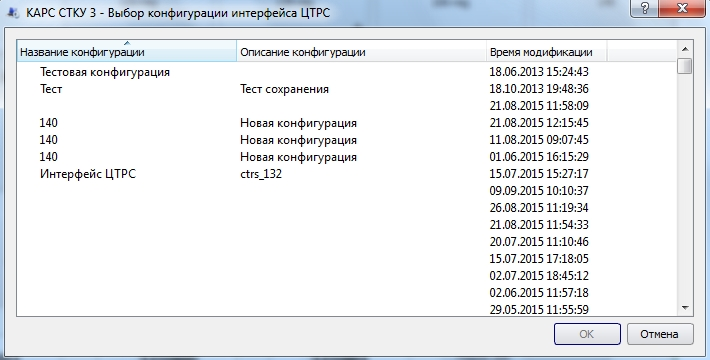 КАРС СТКУ 3 - Выбор конфигурации интерфейса ЦТРС
Название конфигурации Описание конфигурации Время модификации
Тестовая конфигурация 18.06.2013 15:24:43
Тест Тест сохранения 18.10.2013 19:48:36
21.08.2015 11:58:09
140 Новая конфигурация 21.08.2015 12:15:45
140 Новая конфигурация 11.08.2015 09:07:45
140 Новая конфигурация 01.06.2015 16:15:29
Интерфейс ЦТРС ctrs_132 15.07.2015 15:27:17
09.09.2015 10:10:37
26.08.2015 11:19:34
21.08.2015 11:54:33
20.07.2015 11:10:46
15.07.2015 17:18:05
02.07.2015 18:45:12
02.06.2015 11:57:18
29.05.2015 11:55:59
OK Отмена